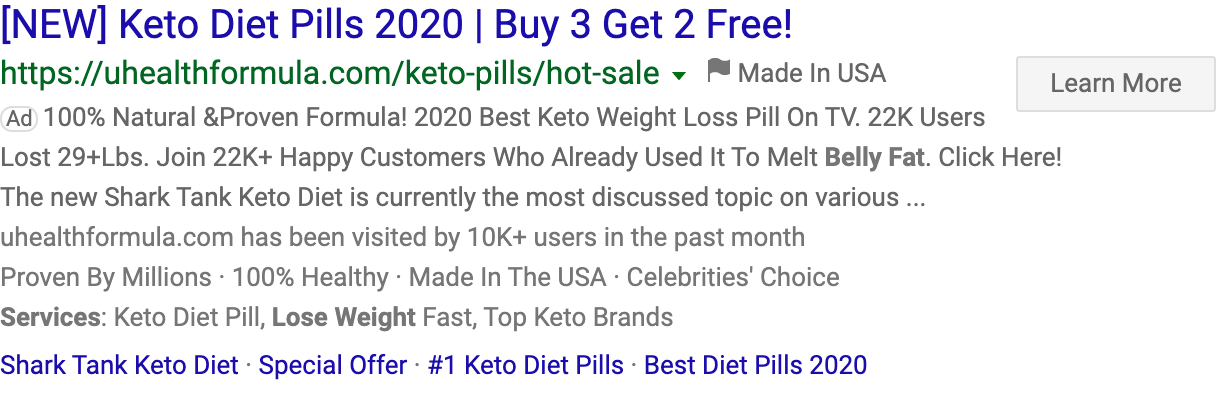 [NEW] Keto Diet Pills 2020 | Buy 3 Get 2 Free!
https://uhealthformula.com/keto-pills/hot-sale Made In USA
Learn More
Ad 100% Natural &Proven Formula! 2020 Best Keto Weight Loss Pill On TV. 22K Users
Lost 29+Lbs. Join 22K+ Happy Customers Who Already Used It To Melt Belly Fat. Click Here!
The new Shark Tank Keto Diet is currently the most discussed topic on various ...
uhealthformula.com has been visited by 10K+ users in the past month
Proven By Millions · 100% Healthy · Made In The USA · Celebrities' Choice
Services: Keto Diet Pill, Lose Weight Fast, Top Keto Brands
Shark Tank Keto Diet · Special Offer · #1 Keto Diet Pills · Best Diet Pills 2020